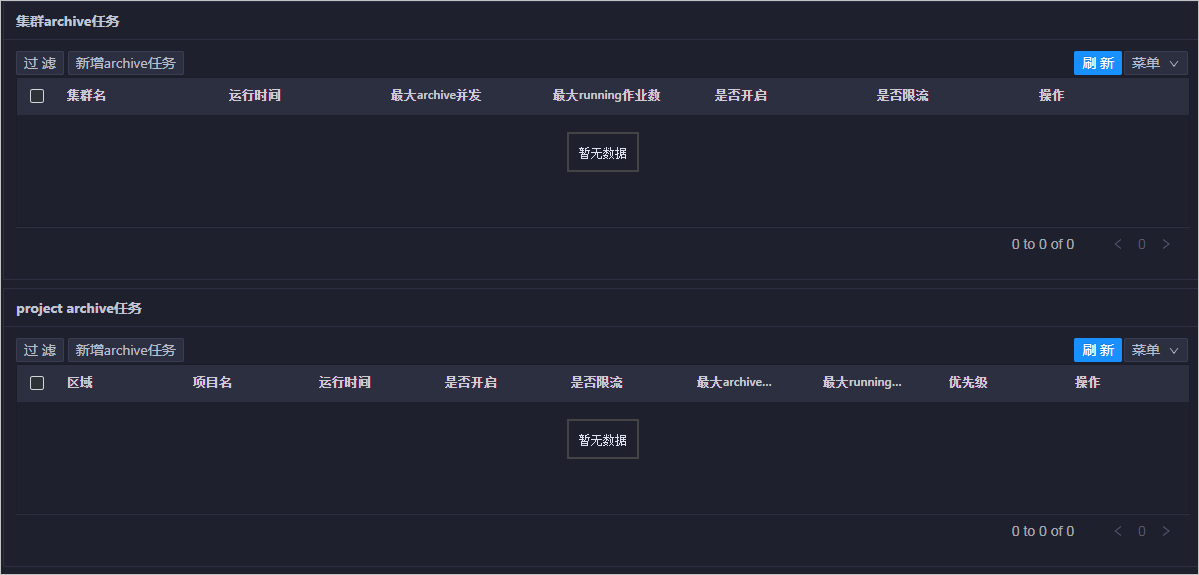 集群archive任务
过 滤 新增archive任务 刷 新 菜单
集群名 运行时间 最大archive并发 最大running作业数 是否开启 是否限流 操作
暂无数据
0 to 0 of 0 0
project archive任务
过 滤 新增archive任务 刷 新 菜单
区域 项目名 运行时间 是否开启 是否限流 最大archive... 最大running... 优先级 操作
暂无数据
0 to 0 of 0 0